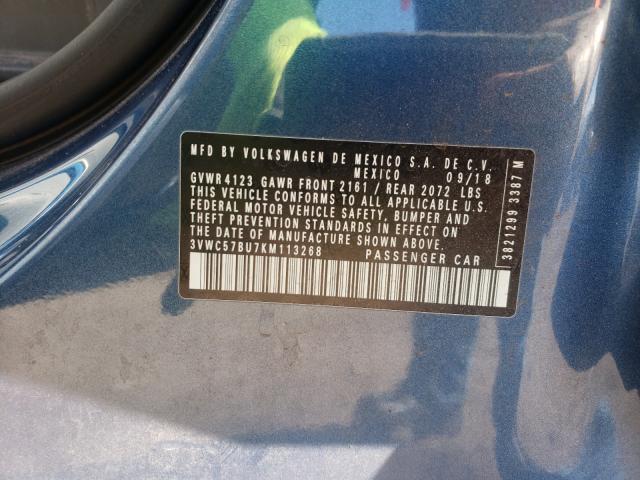 MFD BY VOLKSWAGEN DE MEXICO S.A. DE C.V.
MEXICO 09/18
GVWR 4123 GAWR FRONT 2161 / REAR 2072 LBS
THIS VEHICLE CONFORMS TO ALL APPLICABLE U.S.
FEDERAL MOTOR VEHICLE SAFETY, BUMPER AND
THEFT PREVENTION STANDARDS IN EFFECT ON
THE DATE OF MANUFACTURE SHOWN ABOVE.
3VWC57BU7KM113268 PASSENGER CAR
3821299 3387 M